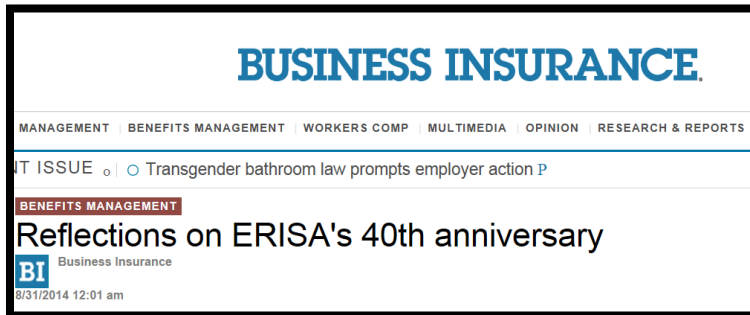 BUSINESS INSURANCE.
MANAGEMENT | BENEFITS MANAGEMENT | WORKERS COMP | MULTIMEDIA | OPINION | RESEARCH & REPORTS
NT ISSUE o | O Transgender bathroom law prompts employer action P
BENEFITS MANAGEMENT
Reflections on ERISA's 40th anniversary
BI Business Insurance
8/31/2014 12:01 am